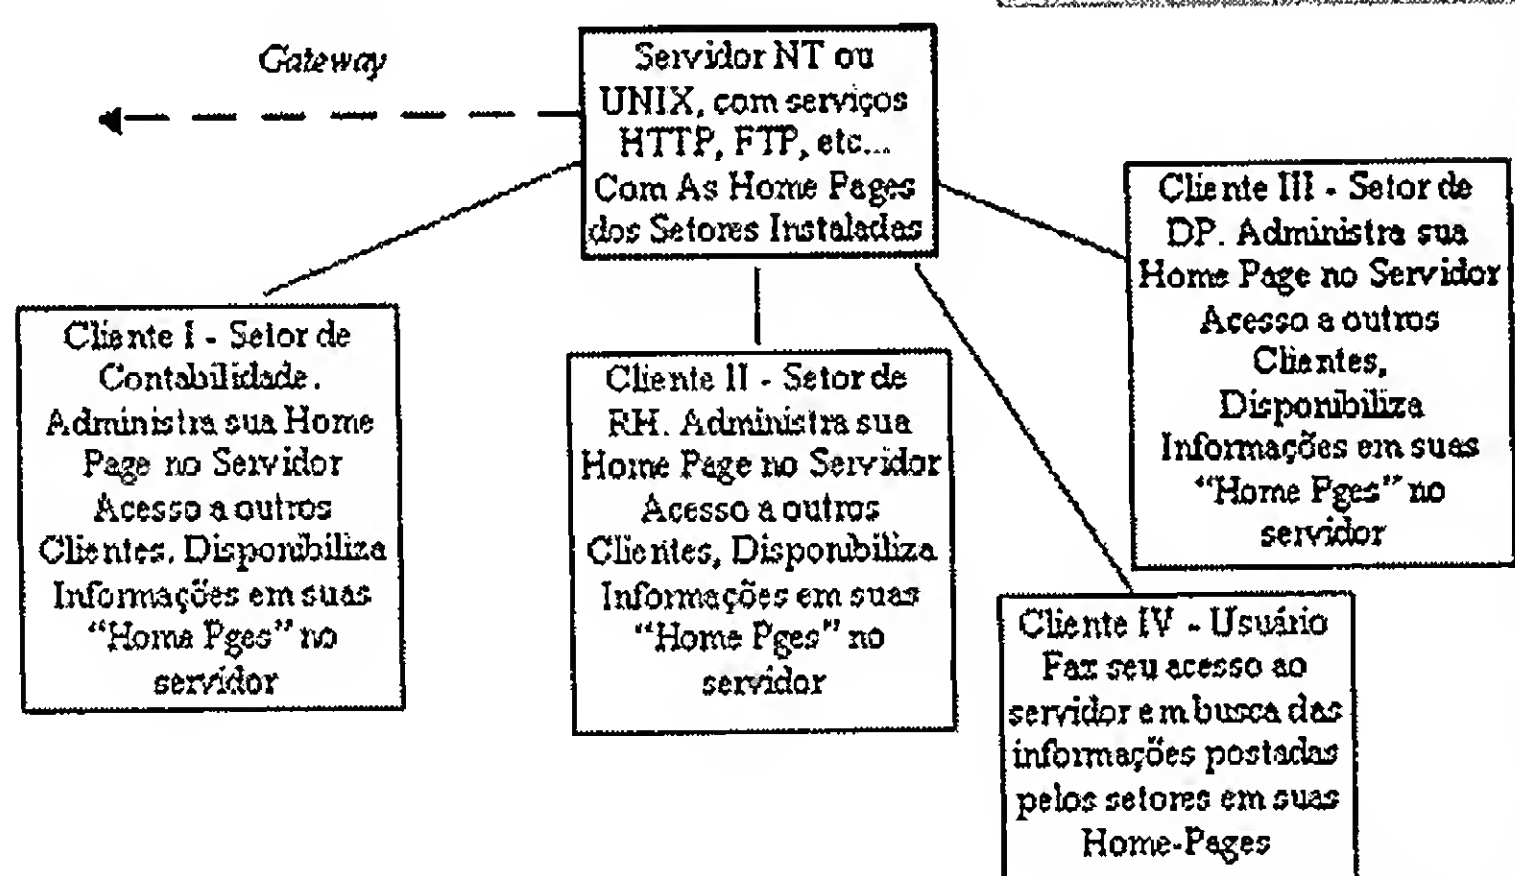 Gateway
Servidor NT ou
UNIX, com serviços
HTTP, FTP, etc...
Com As Home Pages
dos Setores Instaladas
Cliente I - Setor de
Contabilidade.
Administra sua Home
Page no Servidor
Acesso a outros
Clientes. Disponibiliza
Informações em suas
“Home Pges” no
servidor
Cliente II - Setor de
RH. Administra sua
Home Page no Servidor
Acesso a outros
Clientes, Disponibiliza
Informações em suas
“Home Pges” no
servidor
Cliente III - Setor de
DP. Administra sua
Home Page no Servidor
Acesso a outros
Clientes,
Disponibiliza
Informações em suas
“Home Pges” no
servidor
Cliente IV - Usuário
Faz seu acesso ao
servidor em busca das
informações postadas
pelos setores em suas
Home-Pages